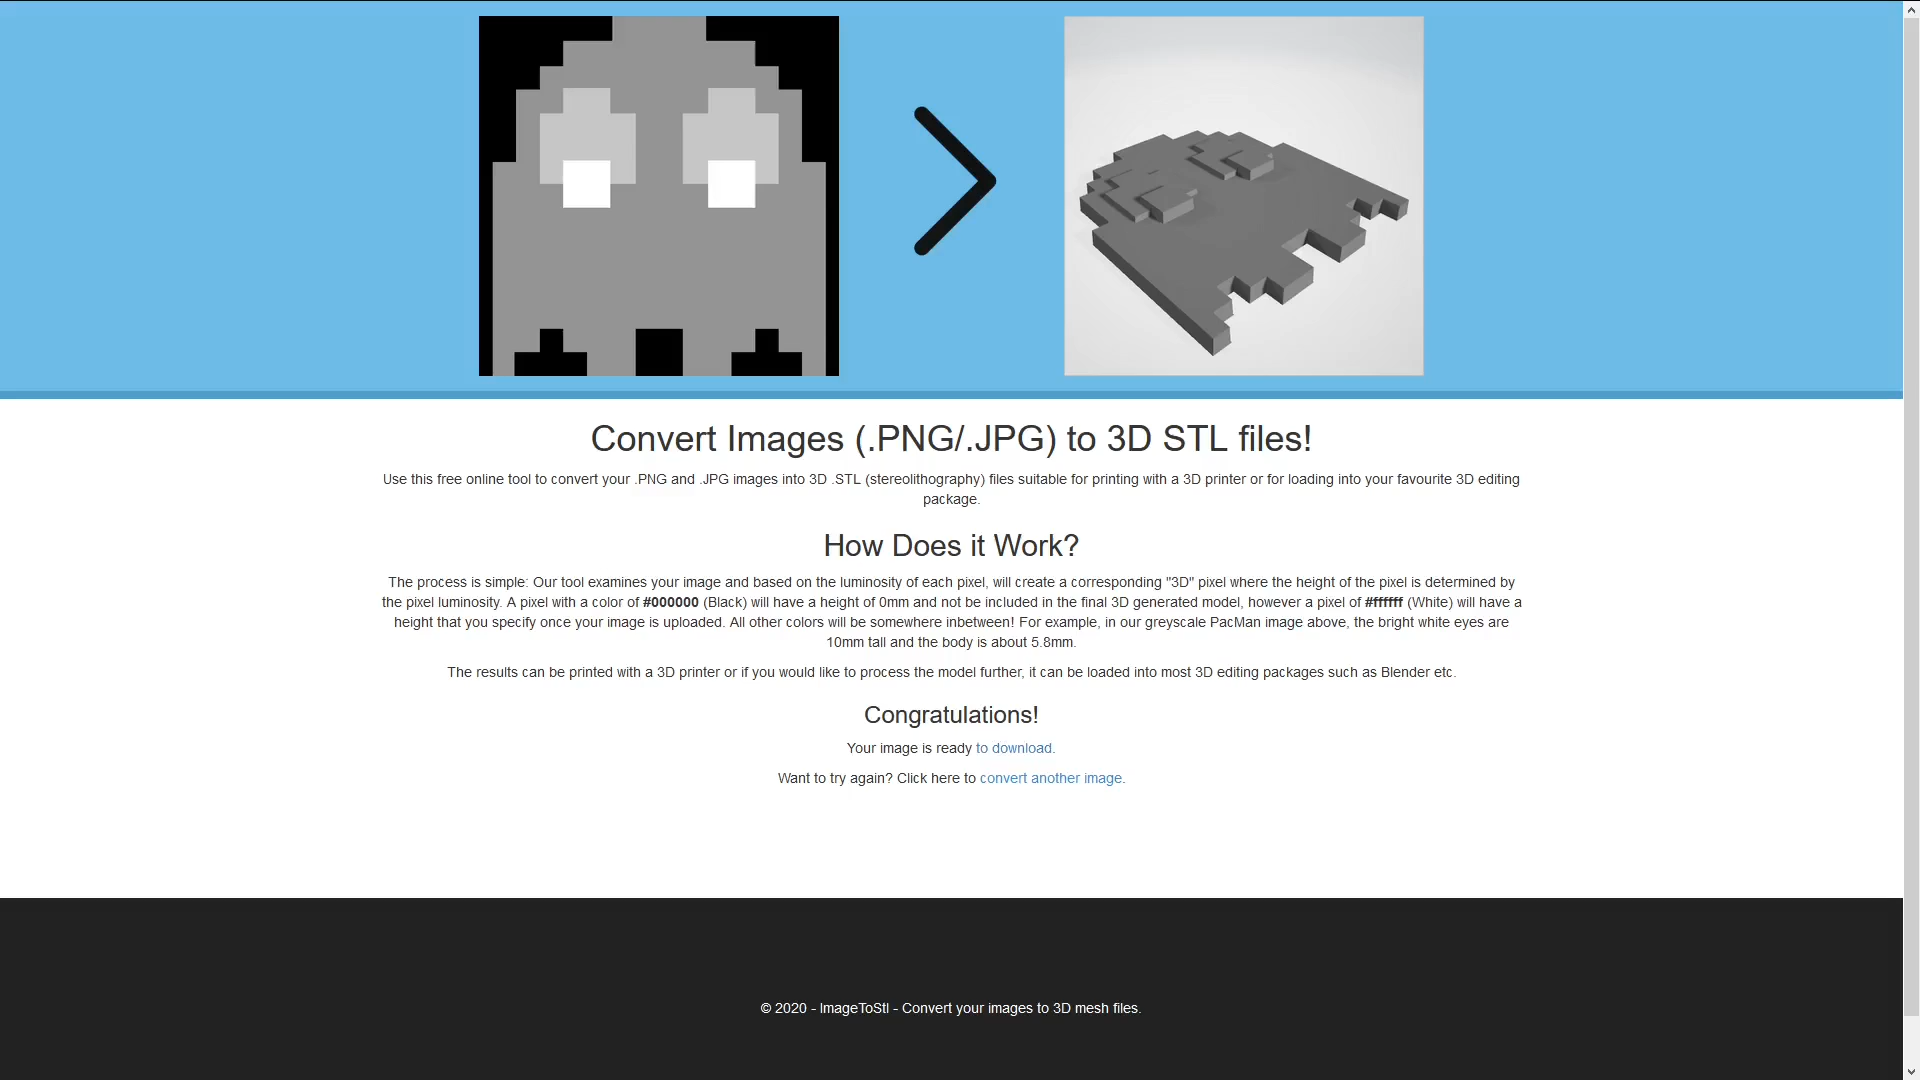 Convert Images (.PNG/.JPG) to 3D STL files!
Use this free online tool to convert your .PNG and .JPG images into 3D .STL (stereolithography) files suitable for printing with a 3D printer or for loading into your favourite 3D editing
package.
How Does it Work?
The process is simple: Our tool examines your image and based on the luminosity of each pixel, will create a corresponding "3D" pixel where the height of the pixel is determined by
the pixel luminosity. A pixel with a color of #000000 (Black) will have a height of 0mm and not be included in the final 3D generated model, however a pixel of #ffffff (White) will have a
height that you specify once your image is uploaded. All other colors will be somewhere inbetween! For example, in our greyscale PacMan image above, the bright white eyes are
10mm tall and the body is about 5.8mm.
The results can be printed with a 3D printer or if you would like to process the model further, it can be loaded into most 3D editing packages such as Blender etc.
Congratulations!
Your image is ready to download.
Want to try again? Click here to convert another image.
© 2020 - ImageToStl - Convert your images to 3D mesh files.